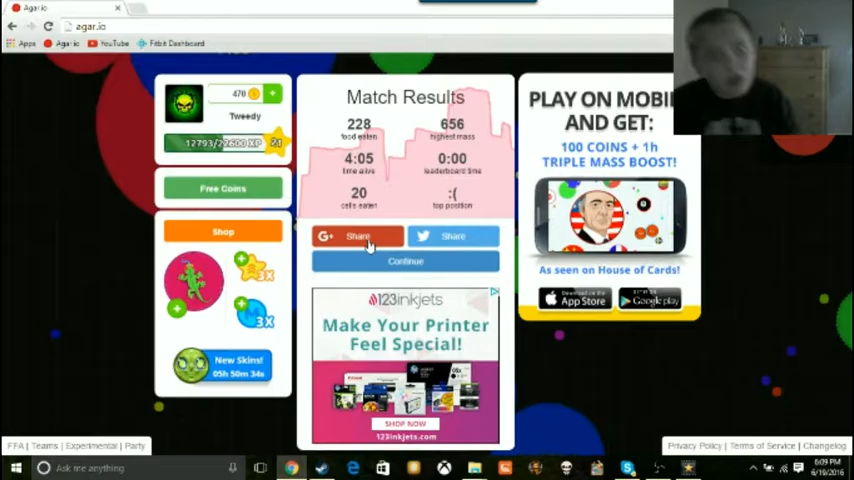 Agar.io
agar.io
Apps Agar.io YouTube Fitbit Dashboard
470
Tweedy
12793/22600 XP
21
Free Coins
Shop
3X
3X
New Skins!
05h 50m 34s
Match Results
228
food eaten
656
highest mass
4:05
time alive
0:00
leaderboard time
20
cells eaten
:(
top position
G+ Share
Share
Continue
123inkjets
Make Your Printer
Feel Special!
SHOP NOW
123inkjets.com
PLAY ON MOBIL
AND GET:
100 COINS + 1h
TRIPLE MASS BOOST!
As seen on House of Cards!
App Store
Google play
FFA | Teams | Experimental | Party
Privacy Policy | Terms of Service | Changelog
Ask me anything
6:09 PM
6/19/2016